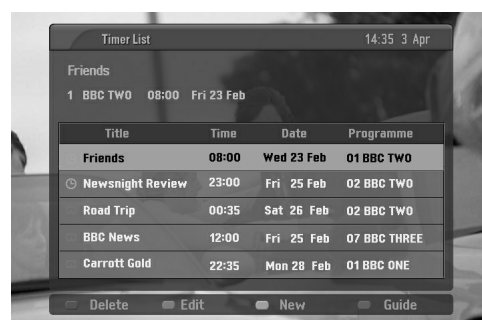 Timer List 14:35 3 Apr
Friends
1 BBC TWO 08:00 Fri 23 Feb
Title Time Date Programme
Friends 08:00 Wed 23 Feb 01 BBC TWO
Newsnight Review 23:00 Fri 25 Feb 02 BBC TWO
Road Trip 00:35 Sat 26 Feb 02 BBC TWO
BBC News 12:00 Fri 25 Feb 07 BBC THREE
Carrott Gold 22:35 Mon 28 Feb 01 BBC ONE
Delete Edit New Guide